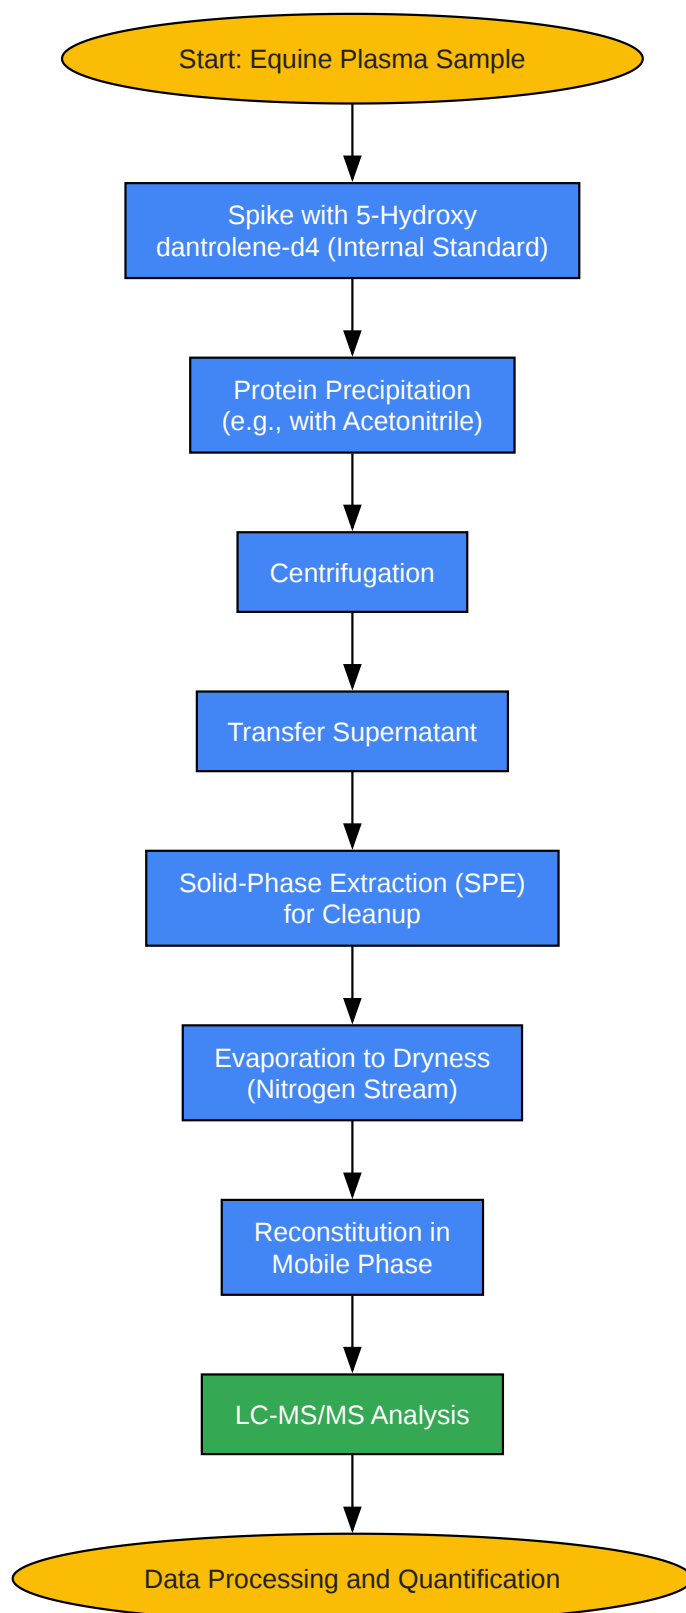 Start: Equine Plasma Sample
Spike with 5-Hydroxy
dantrolene-d4 (Internal Standard)
Protein Precipitation
(e.g., with Acetonitrile)
Centrifugation
Transfer Supernatant
Solid-Phase Extraction (SPE)
for Cleanup
Evaporation to Dryness
(Nitrogen Stream)
Reconstitution in
Mobile Phase
LC-MS/MS Analysis
Data Processing and Quantification